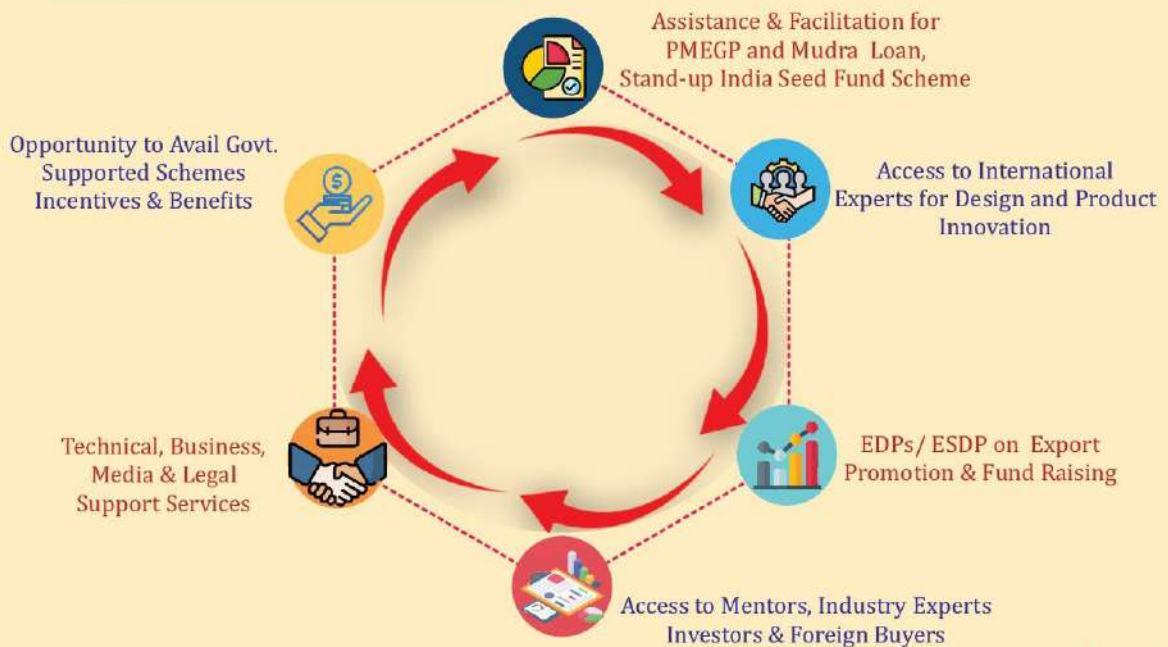 Assistance & Facilitation for
PMEGP and Mudra Loan,
Stand-up India Seed Fund Scheme
Opportunity to Avail Govt.
Supported Schemes
Incentives & Benefits
Access to International
Experts for Design and Product
Innovation
Technical, Business,
Media & Legal
Support Services
EDPs/ ESDP on Export
Promotion & Fund Raising
Access to Mentors, Industry Experts
Investors & Foreign Buyers